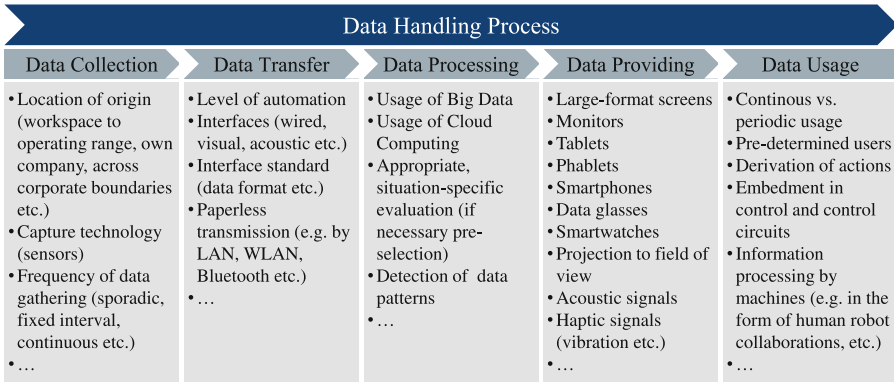 Data Handling Process
Data Collection
• Location of origin
(workspace to
operating range, own
company, across
corporate boundaries
etc.)
• Capture technology
(sensors)
• Frequency of data
gathering (sporadic,
fixed interval,
continuous etc.)
• …
Data Transfer
• Level of automation
• Interfaces (wired,
visual, acoustic etc.)
• Interface standard
(data format etc.)
• Paperless
transmission (e.g. by
LAN, WLAN,
Bluetooth etc.)
• …
Data Processing
• Usage of Big Data
• Usage of Cloud
Computing
• Appropriate,
situation-specific
evaluation (if
necessary pre-
selection)
• Detection of data
patterns
• …
Data Providing
• Large-format screens
• Monitors
• Tablets
• Phablets
• Smartphones
• Data glasses
• Smartwatches
• Projection to field of
view
• Acoustic signals
• Haptic signals
(vibration etc.)
• …
Data Usage
• Continous vs.
periodic usage
• Pre-determined users
• Derivation of actions
• Embedment in
control and control
circuits
• Information
processing by
machines (e.g. in the
form of human robot
collaborations, etc.)
• …